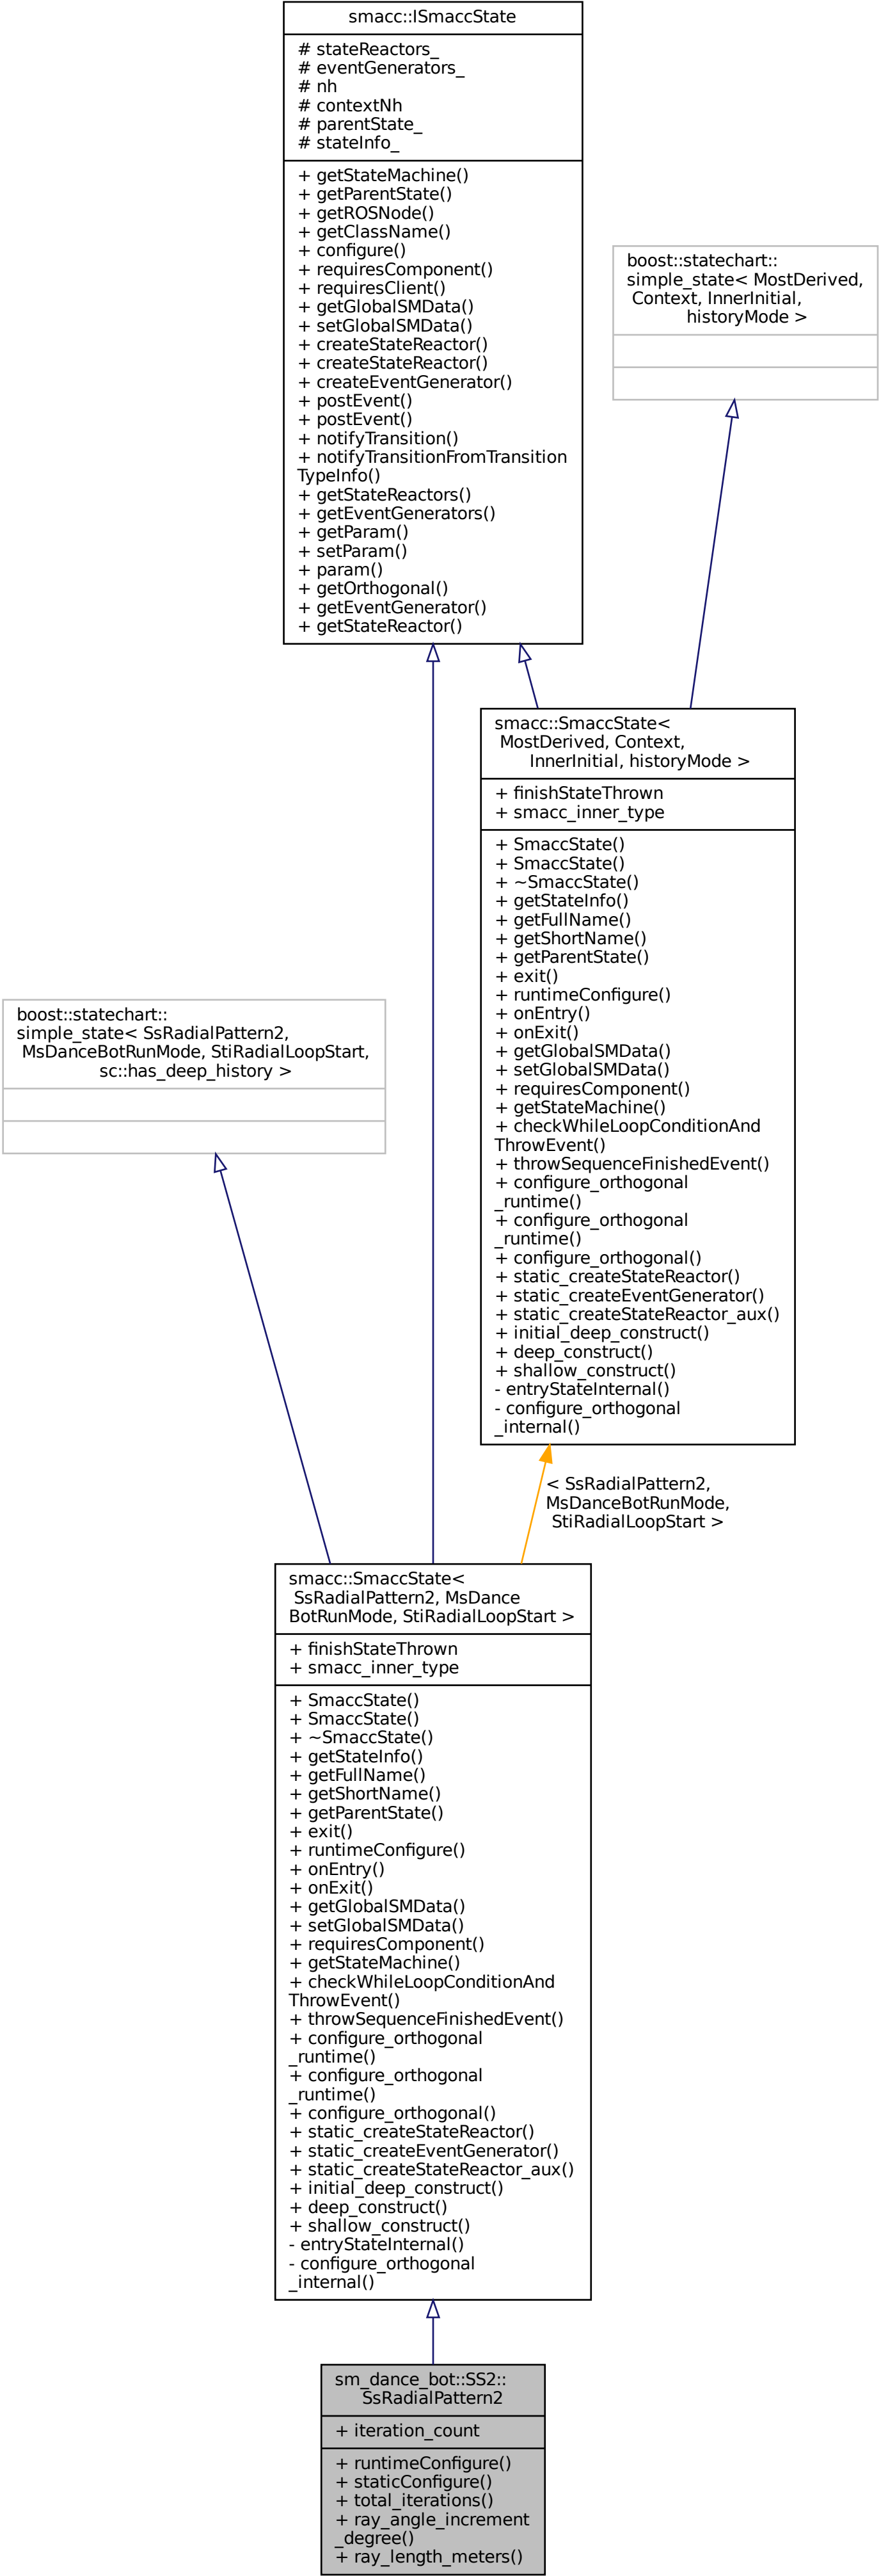 smacc::ISmaccState
# stateReactors_
# eventGenerators_
# nh
# contextNh
# parentState_
# stateInfo_
+ getStateMachine()
+ getParentState()
+ getROSNode()
+ getClassName()
+ configure()
+ requiresComponent()
+ requiresClient()
+ getGlobalSMData()
+ setGlobalSMData()
+ createStateReactor()
+ createStateReactor()
+ createEventGenerator()
+ postEvent()
+ postEvent()
+ notifyTransition()
+ notifyTransitionFromTransition
TypeInfo()
+ getStateReactors()
+ getEventGenerators()
+ getParam()
+ setParam()
+ param()
+ getOrthogonal()
+ getEventGenerator()
+ getStateReactor()
boost::statechart::
simple_state< MostDerived,
Context, InnerInitial,
historyMode >
smacc::SmaccState<
MostDerived, Context,
InnerInitial, historyMode >
+ finishStateThrown
+ smacc_inner_type
+ SmaccState()
+ SmaccState()
+ ~SmaccState()
+ getStateInfo()
+ getFullName()
+ getShortName()
+ getParentState()
+ exit()
+ runtimeConfigure()
+ onEntry()
+ onExit()
+ getGlobalSMData()
+ setGlobalSMData()
+ requiresComponent()
+ getStateMachine()
+ checkWhileLoopConditionAnd
ThrowEvent()
+ throwSequenceFinishedEvent()
+ configure_orthogonal
_runtime()
+ configure_orthogonal
_runtime()
+ configure_orthogonal()
+ static_createStateReactor()
+ static_createEventGenerator()
+ static_createStateReactor_aux()
+ initial_deep_construct()
+ deep_construct()
+ shallow_construct()
- entryStateInternal()
- configure_orthogonal
_internal()
boost::statechart::
simple_state< SsRadialPattern2,
MsDanceBotRunMode, StiRadialLoopStart,
sc::has_deep_history >
< SsRadialPattern2,
MsDanceBotRunMode,
StiRadialLoopStart >
smacc::SmaccState<
SsRadialPattern2, MsDance
BotRunMode, StiRadialLoopStart >
+ finishStateThrown
+ smacc_inner_type
+ SmaccState()
+ SmaccState()
+ ~SmaccState()
+ getStateInfo()
+ getFullName()
+ getShortName()
+ getParentState()
+ exit()
+ runtimeConfigure()
+ onEntry()
+ onExit()
+ getGlobalSMData()
+ setGlobalSMData()
+ requiresComponent()
+ getStateMachine()
+ checkWhileLoopConditionAnd
ThrowEvent()
+ throwSequenceFinishedEvent()
+ configure_orthogonal
_runtime()
+ configure_orthogonal
_runtime()
+ configure_orthogonal()
+ static_createStateReactor()
+ static_createEventGenerator()
+ static_createStateReactor_aux()
+ initial_deep_construct()
+ deep_construct()
+ shallow_construct()
- entryStateInternal()
- configure_orthogonal
_internal()
sm_dance_bot::SS2::
SsRadialPattern2
+ iteration_count
+ runtimeConfigure()
+ staticConfigure()
+ total_iterations()
+ ray_angle_increment
_degree()
+ ray_length_meters()